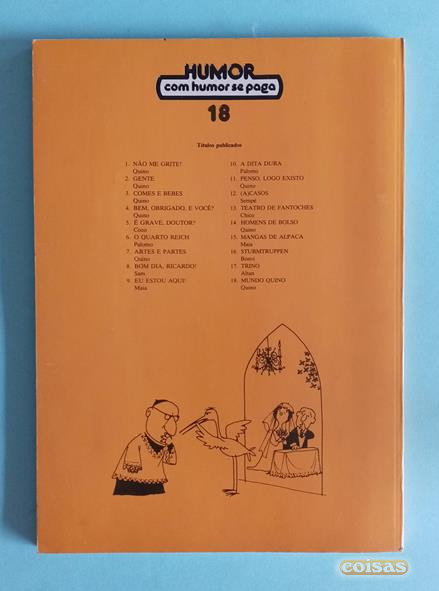 HUMOR
com humor se paga
18
Títulos publicados
1. NÃO ME GRITE!
Quino
2. GENTE
Quino
3. COMES E BEBES
Quino
4. BEM, OBRIGADO, E VOCÊ?
Quino
5. É GRAVE, DOUTOR?
Coco
6. O QUARTO REICH
Palomo
7. ARTES E PARTES
Quino
8. BOM DIA, RICARDO!
Sam
9. EU ESTOU AQUI!
Maia
10. A DITA DURA
Palomo
11. PENSO, LOGO EXISTO
Quino
12. (A)CASOS
Sempé
13. TEATRO DE FANTOCHES
Chico
14. HOMENS DE BOLSO
Quino
15. MANGAS DE ALPACA
Maia
16. STURMTRUPPEN
Bonvi
17. TRINO
Altan
18. MUNDO QUINO
Quino
coisas